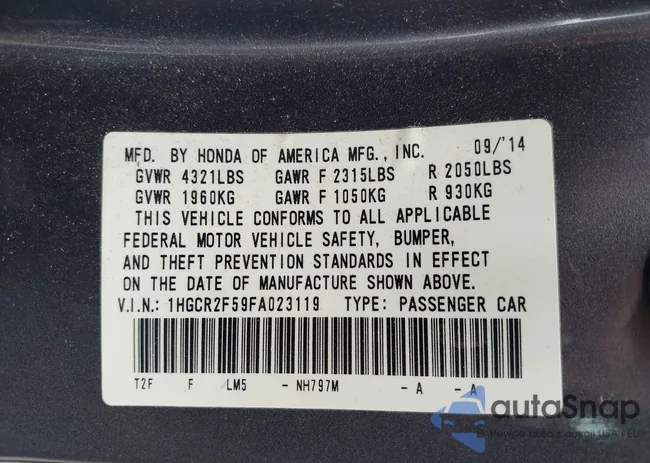 MFD. BY HONDA OF AMERICA MFG., INC. 09/'14
GVWR 4321LBS GAWR F 2315LBS R 2050LBS
GVWR 1960KG GAWR F 1050KG R 930KG
THIS VEHICLE CONFORMS TO ALL APPLICABLE
FEDERAL MOTOR VEHICLE SAFETY, BUMPER,
AND THEFT PREVENTION STANDARDS IN EFFECT
ON THE DATE OF MANUFACTURE SHOWN ABOVE.
V.I.N.: 1HGCR2F59FA023119 TYPE: PASSENGER CAR
T2F F LM5 - NH797M - A - A
autoSnap
USA i EU